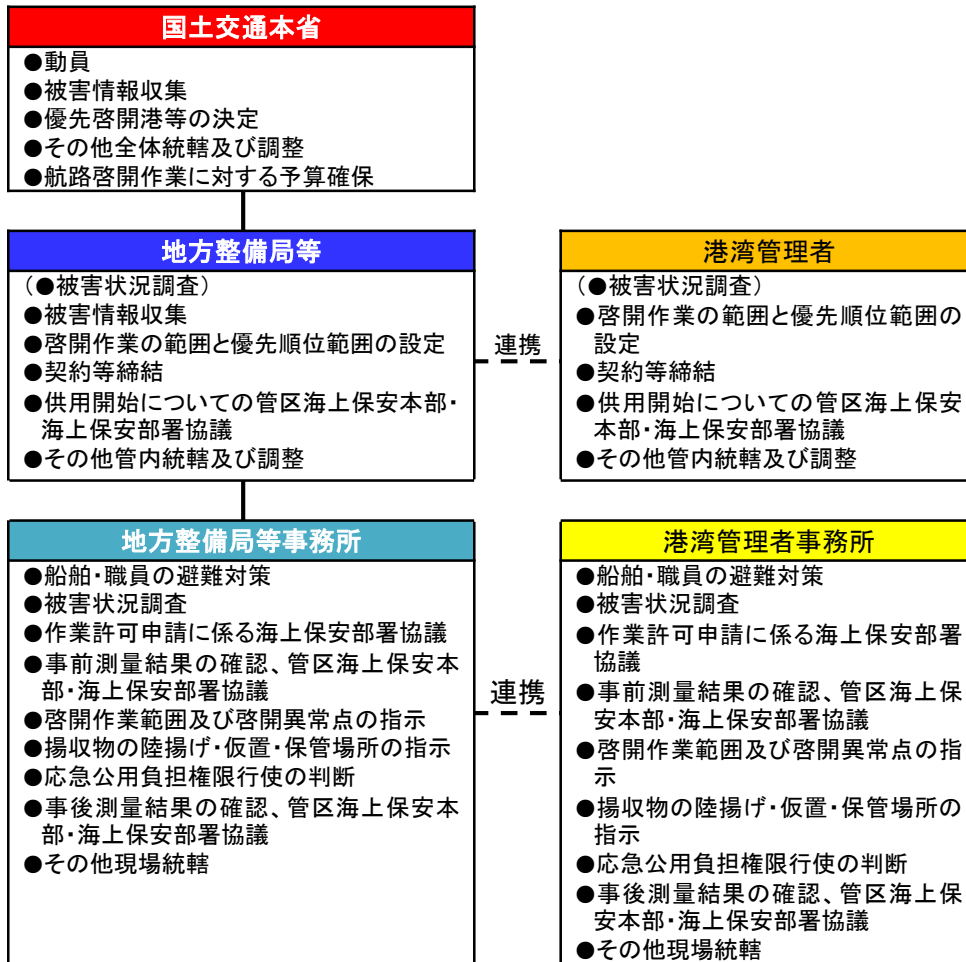 国土交通本省
●動員
●被害情報収集
●優先啓開港等の決定
●その他全体統轄及び調整
●航路啓開作業に対する予算確保
地方整備局等
(●被害状況調査)
●被害情報収集
●啓開作業の範囲と優先順位範囲の設定
●契約等締結
●供用開始についての管区海上保安本部・
海上保安部署協議
●その他管内統轄及び調整
連携
港湾管理者
(●被害状況調査)
●啓開作業の範囲と優先順位範囲の
設定
●契約等締結
●供用開始についての管区海上保安
本部・海上保安部署協議
●その他管内統轄及び調整
地方整備局等事務所
●船舶・職員の避難対策
●被害状況調査
●作業許可申請に係る海上保安部署協議
●事前測量結果の確認、管区海上保安本
部・海上保安部署協議
●啓開作業範囲及び啓開異常点の指示
●揚収物の陸揚げ・仮置・保管場所の指示
●応急公用負担権限行使の判断
●事後測量結果の確認、管区海上保安本
部・海上保安部署協議
●その他現場統轄
連携
港湾管理者事務所
●船舶・職員の避難対策
●被害状況調査
●作業許可申請に係る海上保安部署
協議
●事前測量結果の確認、管区海上保
安本部・海上保安部署協議
●啓開作業範囲及び啓開異常点の指
示
●揚収物の陸揚げ・仮置・保管場所の
指示
●応急公用負担権限行使の判断
●事後測量結果の確認、管区海上保
安本部・海上保安部署協議
●その他現場統轄